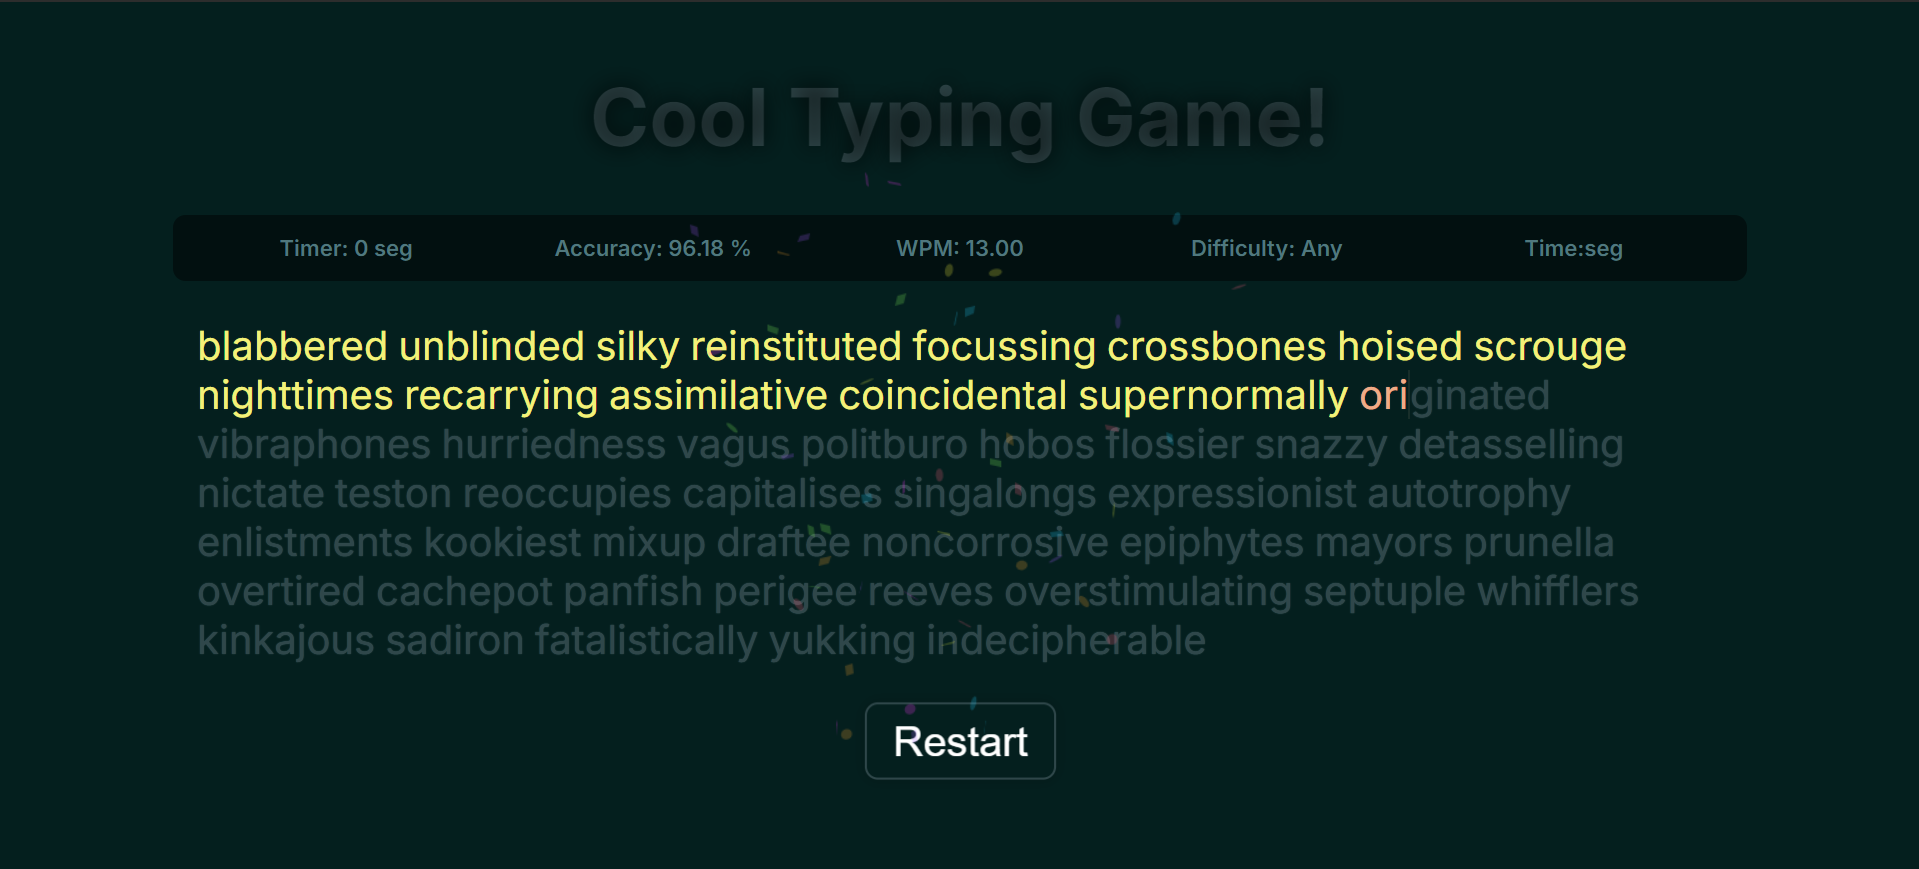 Cool Typing Game!
Timer: 0 seg Accuracy: 96.18 % WPM: 13.00 Difficulty: Any Time:seg
blabbered unblinded silky reinstituted focussing crossbones hoised scrouge
nighttimes recarrying assimilative coincidental supernormally originated
vibraphones hurriedness vagus politburo hobos flossier snazzy detasselling
nictate teston reoccupies capitalises singalongs expressionist autotrophy
enlistments kookiest mixup draftee noncorrosive epiphytes mayors prunella
overtired cachepot panfish perigee reeves overstimulating septuple whifflers
kinkajous sadiron fatalistically yukking indecipherable
Restart